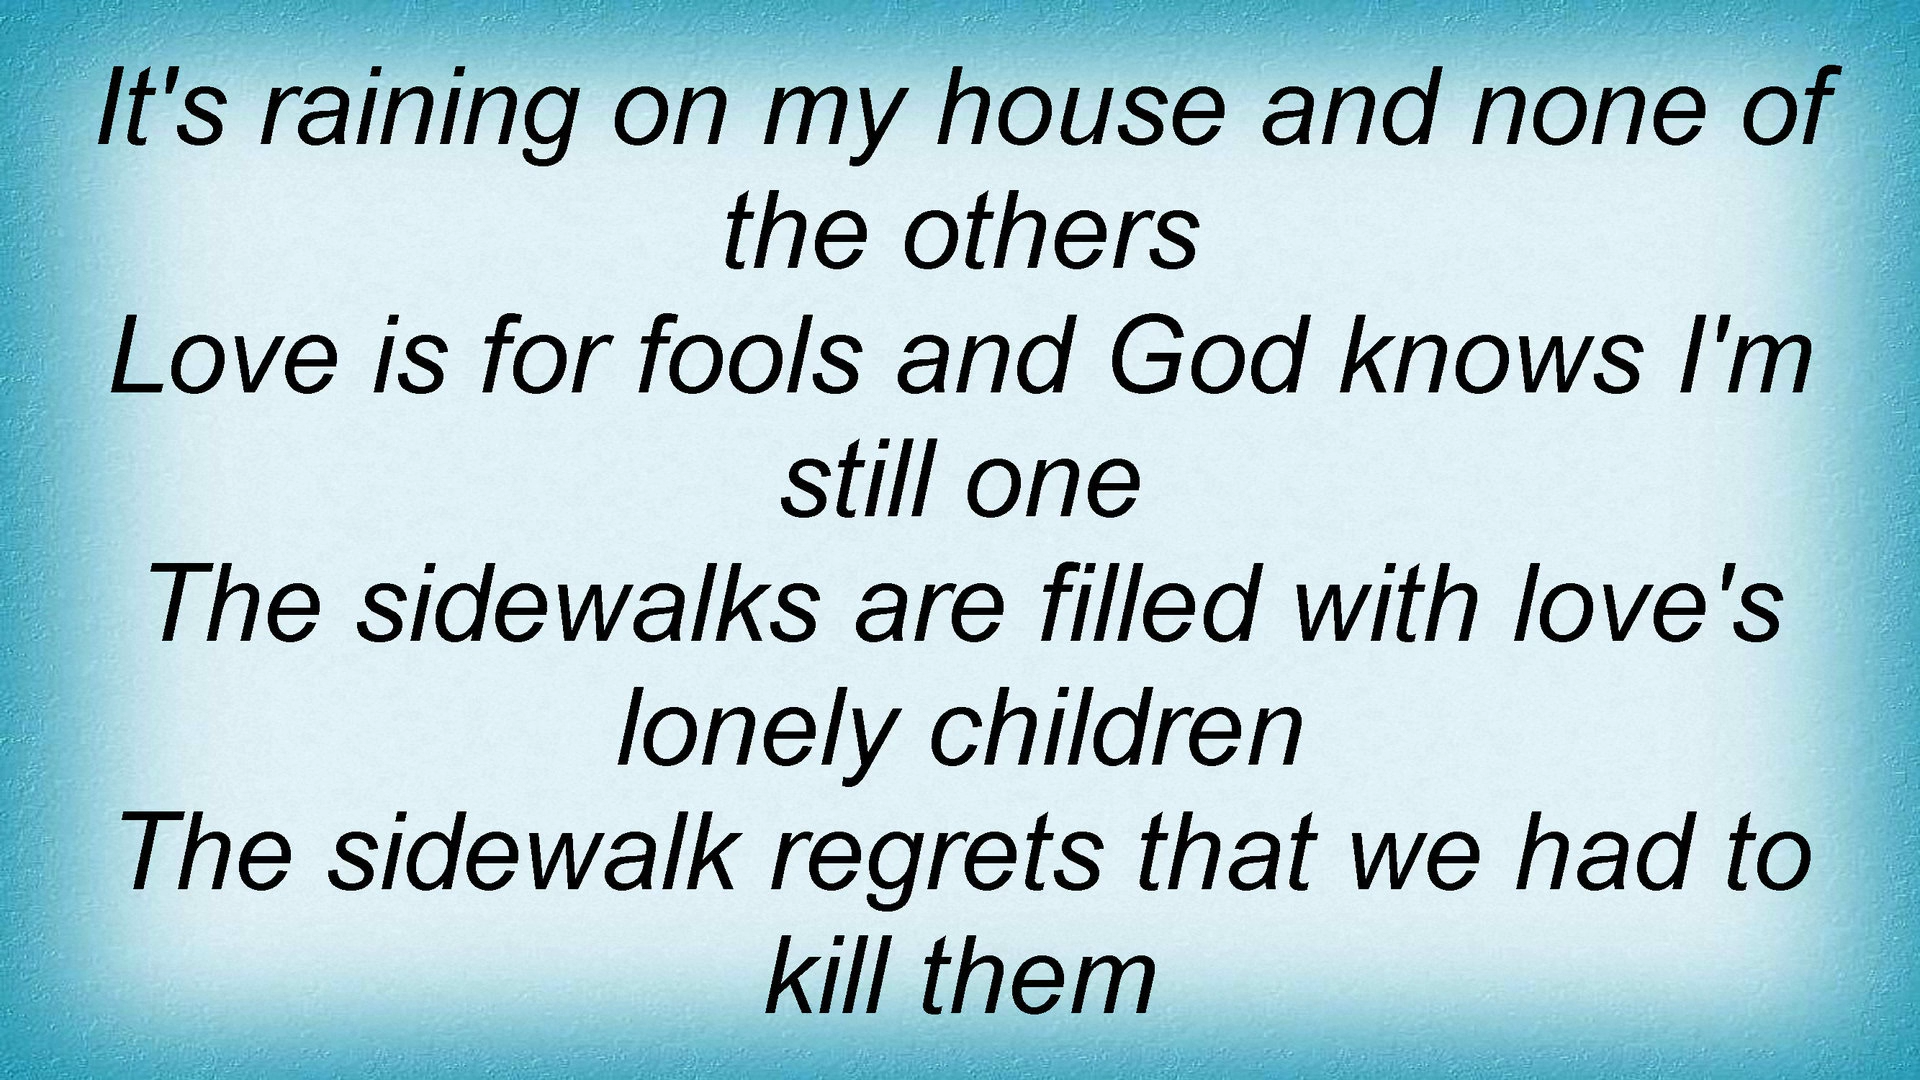 It's raining on my house and none of
the others
Love is for fools and God knows I'm
still one
The sidewalks are filled with love's
lonely children
The sidewalk regrets that we had to
kill them